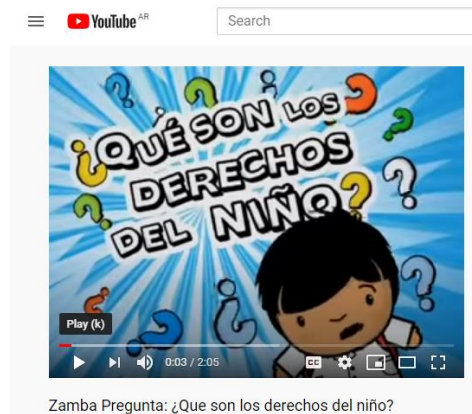 YouTube AR
Search
¿QUÉ SON LOS
DERECHOS
DEL NIÑO?
Play (k)
0:03 / 2:05
CC
Zamba Pregunta: ¿Que son los derechos del niño?